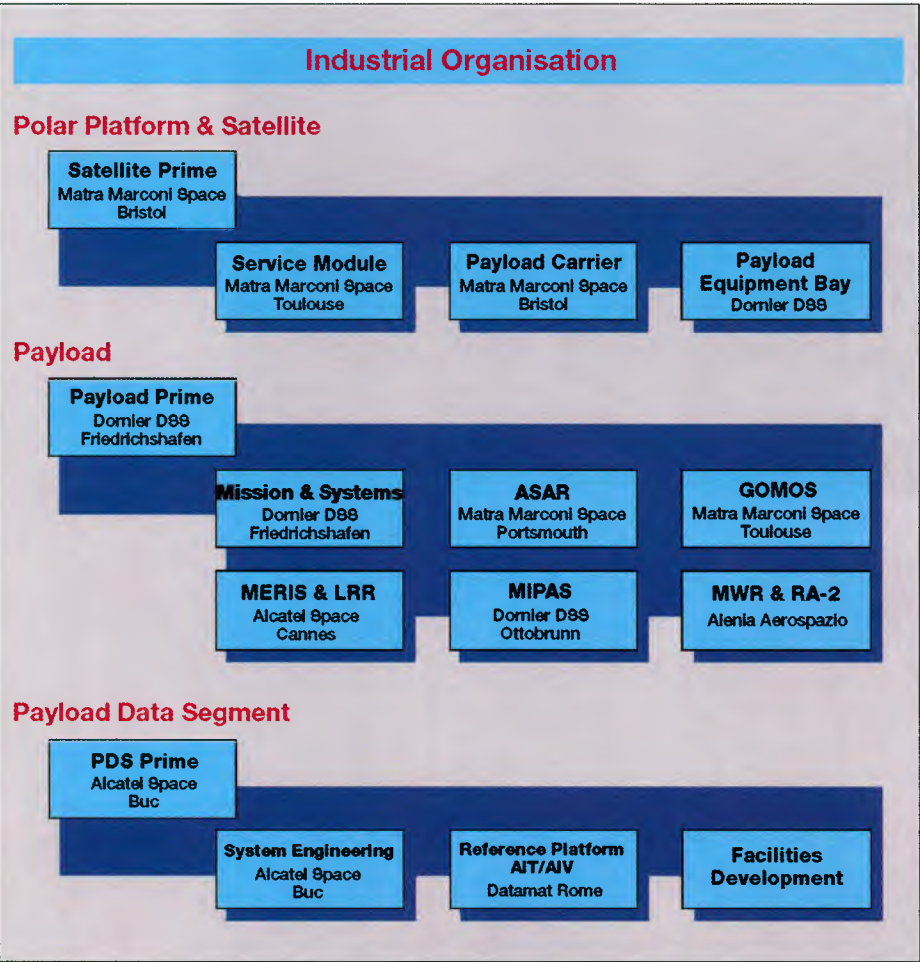 Industrial Organisation
Polar Platform & Satellite
Satellite Prime
Matra Marconi Space
Bristol
Service Module
Matra Marconi Space
Toulouse
Payload Carrier
Matra Marconi Space
Bristol
Payload
Equipment Bay
Dornier DSS
Payload
Payload Prime
Dornier DSS
Friedrichshafen
Mission & Systems
Dornier DSS
Friedrichshafen
ASAR
Matra Marconi Space
Portsmouth
GOMOS
Matra Marconi Space
Toulouse
MERIS & LRR
Alcatel Space
Cannes
MIPAS
Dornier DSS
Ottobrunn
MWR & RA-2
Alenia Aerospazio
Payload Data Segment
PDS Prime
Alcatel Space
Buc
System Engineering
Alcatel Space
Buc
Reference Platform
AIT/AIV
Datamat Rome
Facilities
Development